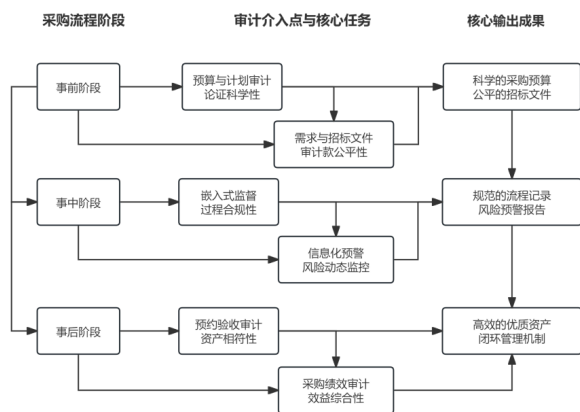 采购流程阶段
审计介入点与核心任务
核心输出成果
事前阶段
预算与计划审计
论证科学性
科学的采购预算
公平的招标文件
需求与招标文件
审计款公平性
事中阶段
嵌入式监督
过程合规性
规范的流程记录
风险预警报告
信息化预警
风险动态监控
事后阶段
预约验收审计
资产相符性
高效的优质资产
闭环管理机制
采购绩效审计
效益综合性